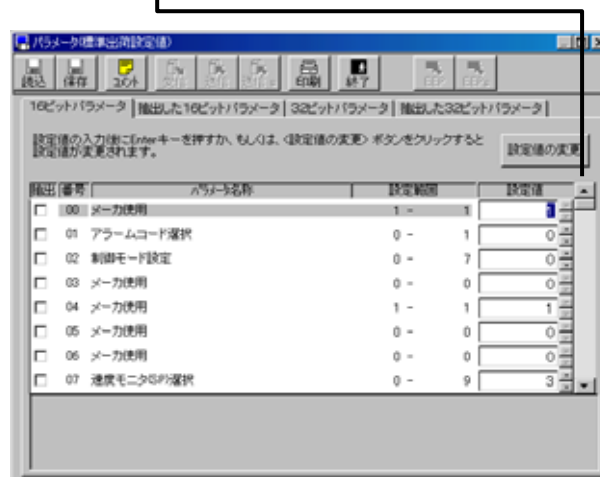 パラメータ(標準出荷設定値)
読込 保存 コメント 受信 送信 送信 印刷 終了 EEP EEP
16ビットパラメータ 抽出した16ビットパラメータ 32ビットパラメータ 抽出した32ビットパラメータ
設定値の入力後にEnterキーを押すか、もしくは、<設定値の変更> ボタンをクリックすると
設定値が変更されます。
設定値の変更
抽出 番号 パラメータ名称 設定範囲 設定値
00 メーカ使用 1 - 1 1
01 アラームコード選択 0 - 1 0
02 制御モード設定 0 - 7 0
03 メーカ使用 0 - 0 0
04 メーカ使用 1 - 1 1
05 メーカ使用 0 - 0 0
06 メーカ使用 0 - 0 0
07 速度モニタ(SP)選択 0 - 9 3